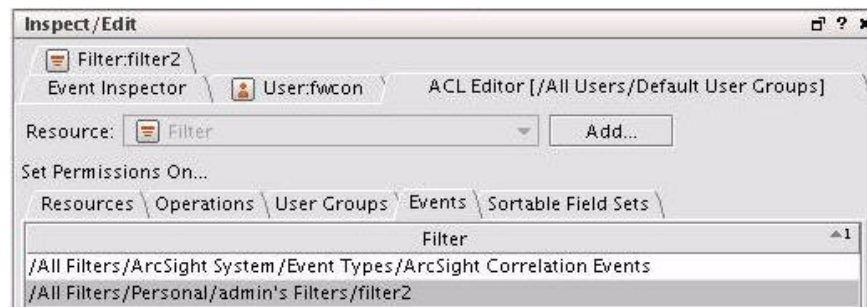 Inspect/Edit
Filter:filter2
Event Inspector User:fwcon ACL Editor [/All Users/Default User Groups]
Resource: Filter Add...
Set Permissions On...
Resources Operations User Groups Events Sortable Field Sets
Filter 1
/All Filters/ArcSight System/Event Types/ArcSight Correlation Events
/All Filters/Personal/admin's Filters/filter2